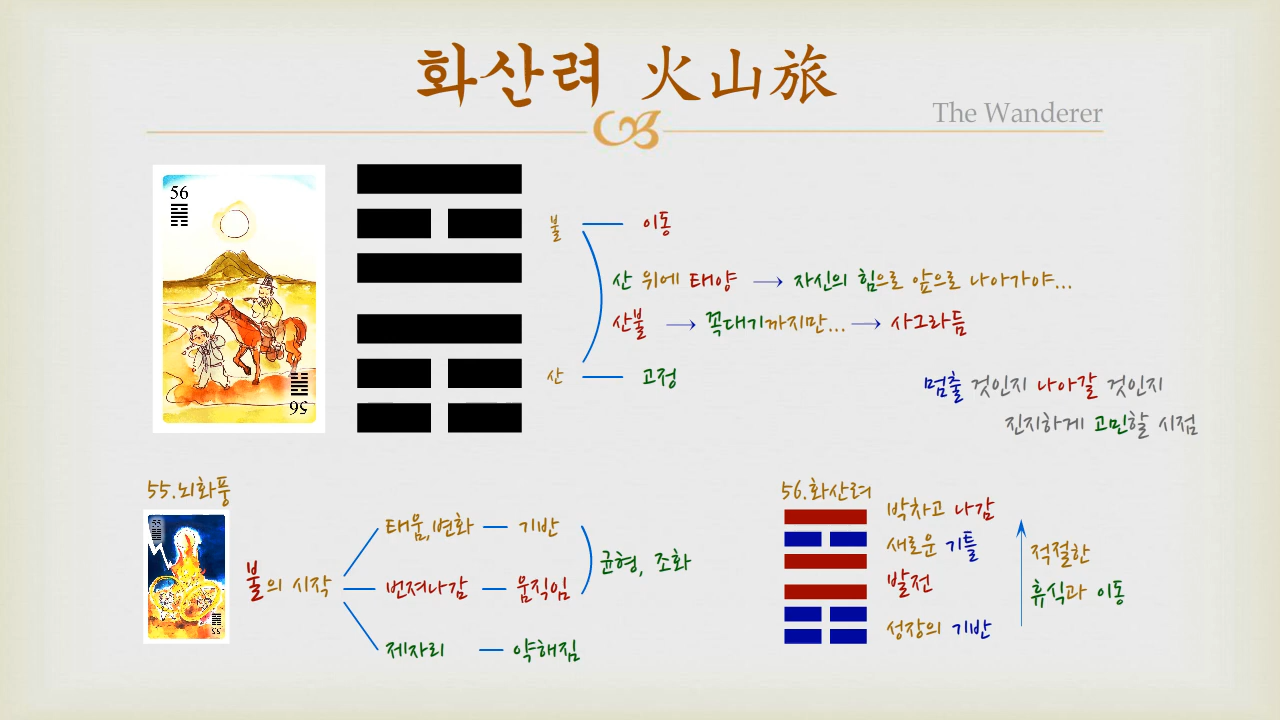 화산려 火山旅
The Wanderer
56
불 이동
산 위에 태양 → 자신의 힘으로 앞으로 나아가야...
산불 → 꼭대기까지만... → 사그라듬
산 고정
56
멈출 것인지 나아갈 것인지
진지하게 고민할 시점
55.뇌화풍
55
불의 시작
태움,변화 — 기반
번져나감 — 움직임
제자리 — 약해짐
균형, 조화
55
56.화산려
박차고 나감
새로운 기틀
발전
성장의 기반
적절한
휴식과 이동